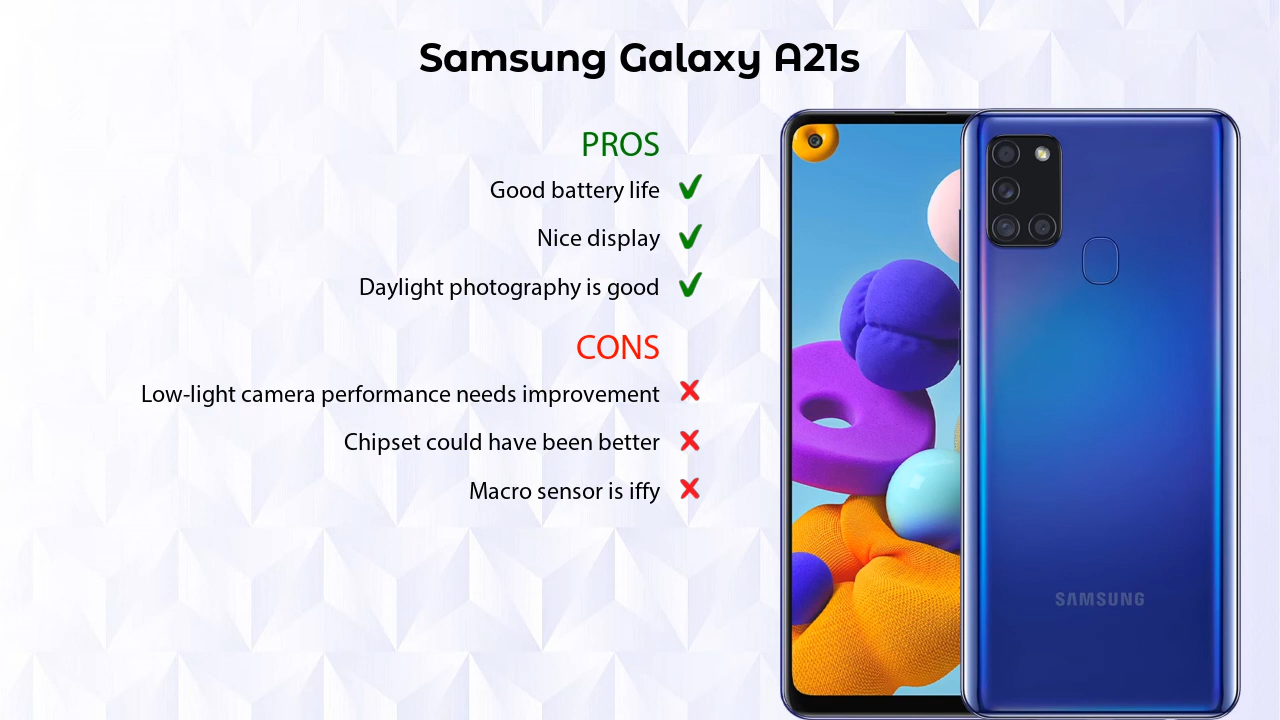 Samsung Galaxy A21s
PROS
Good battery life
Nice display
Daylight photography is good
CONS
Low-light camera performance needs improvement
Chipset could have been better
Macro sensor is iffy
SAMSUNG